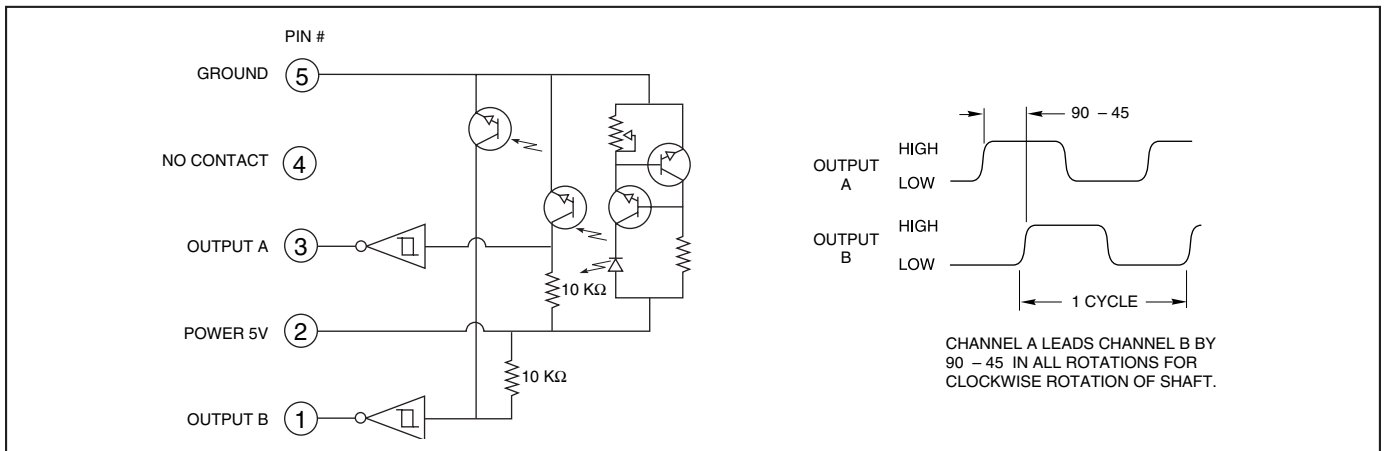 PIN #
GROUND 5
NO CONTACT 4
OUTPUT A 3
10 KΩ
POWER 5V 2
10 KΩ
OUTPUT B 1
90 – 45
OUTPUT
A
HIGH
LOW
OUTPUT
B
HIGH
LOW
1 CYCLE
CHANNEL A LEADS CHANNEL B BY
90 – 45 IN ALL ROTATIONS FOR
CLOCKWISE ROTATION OF SHAFT.